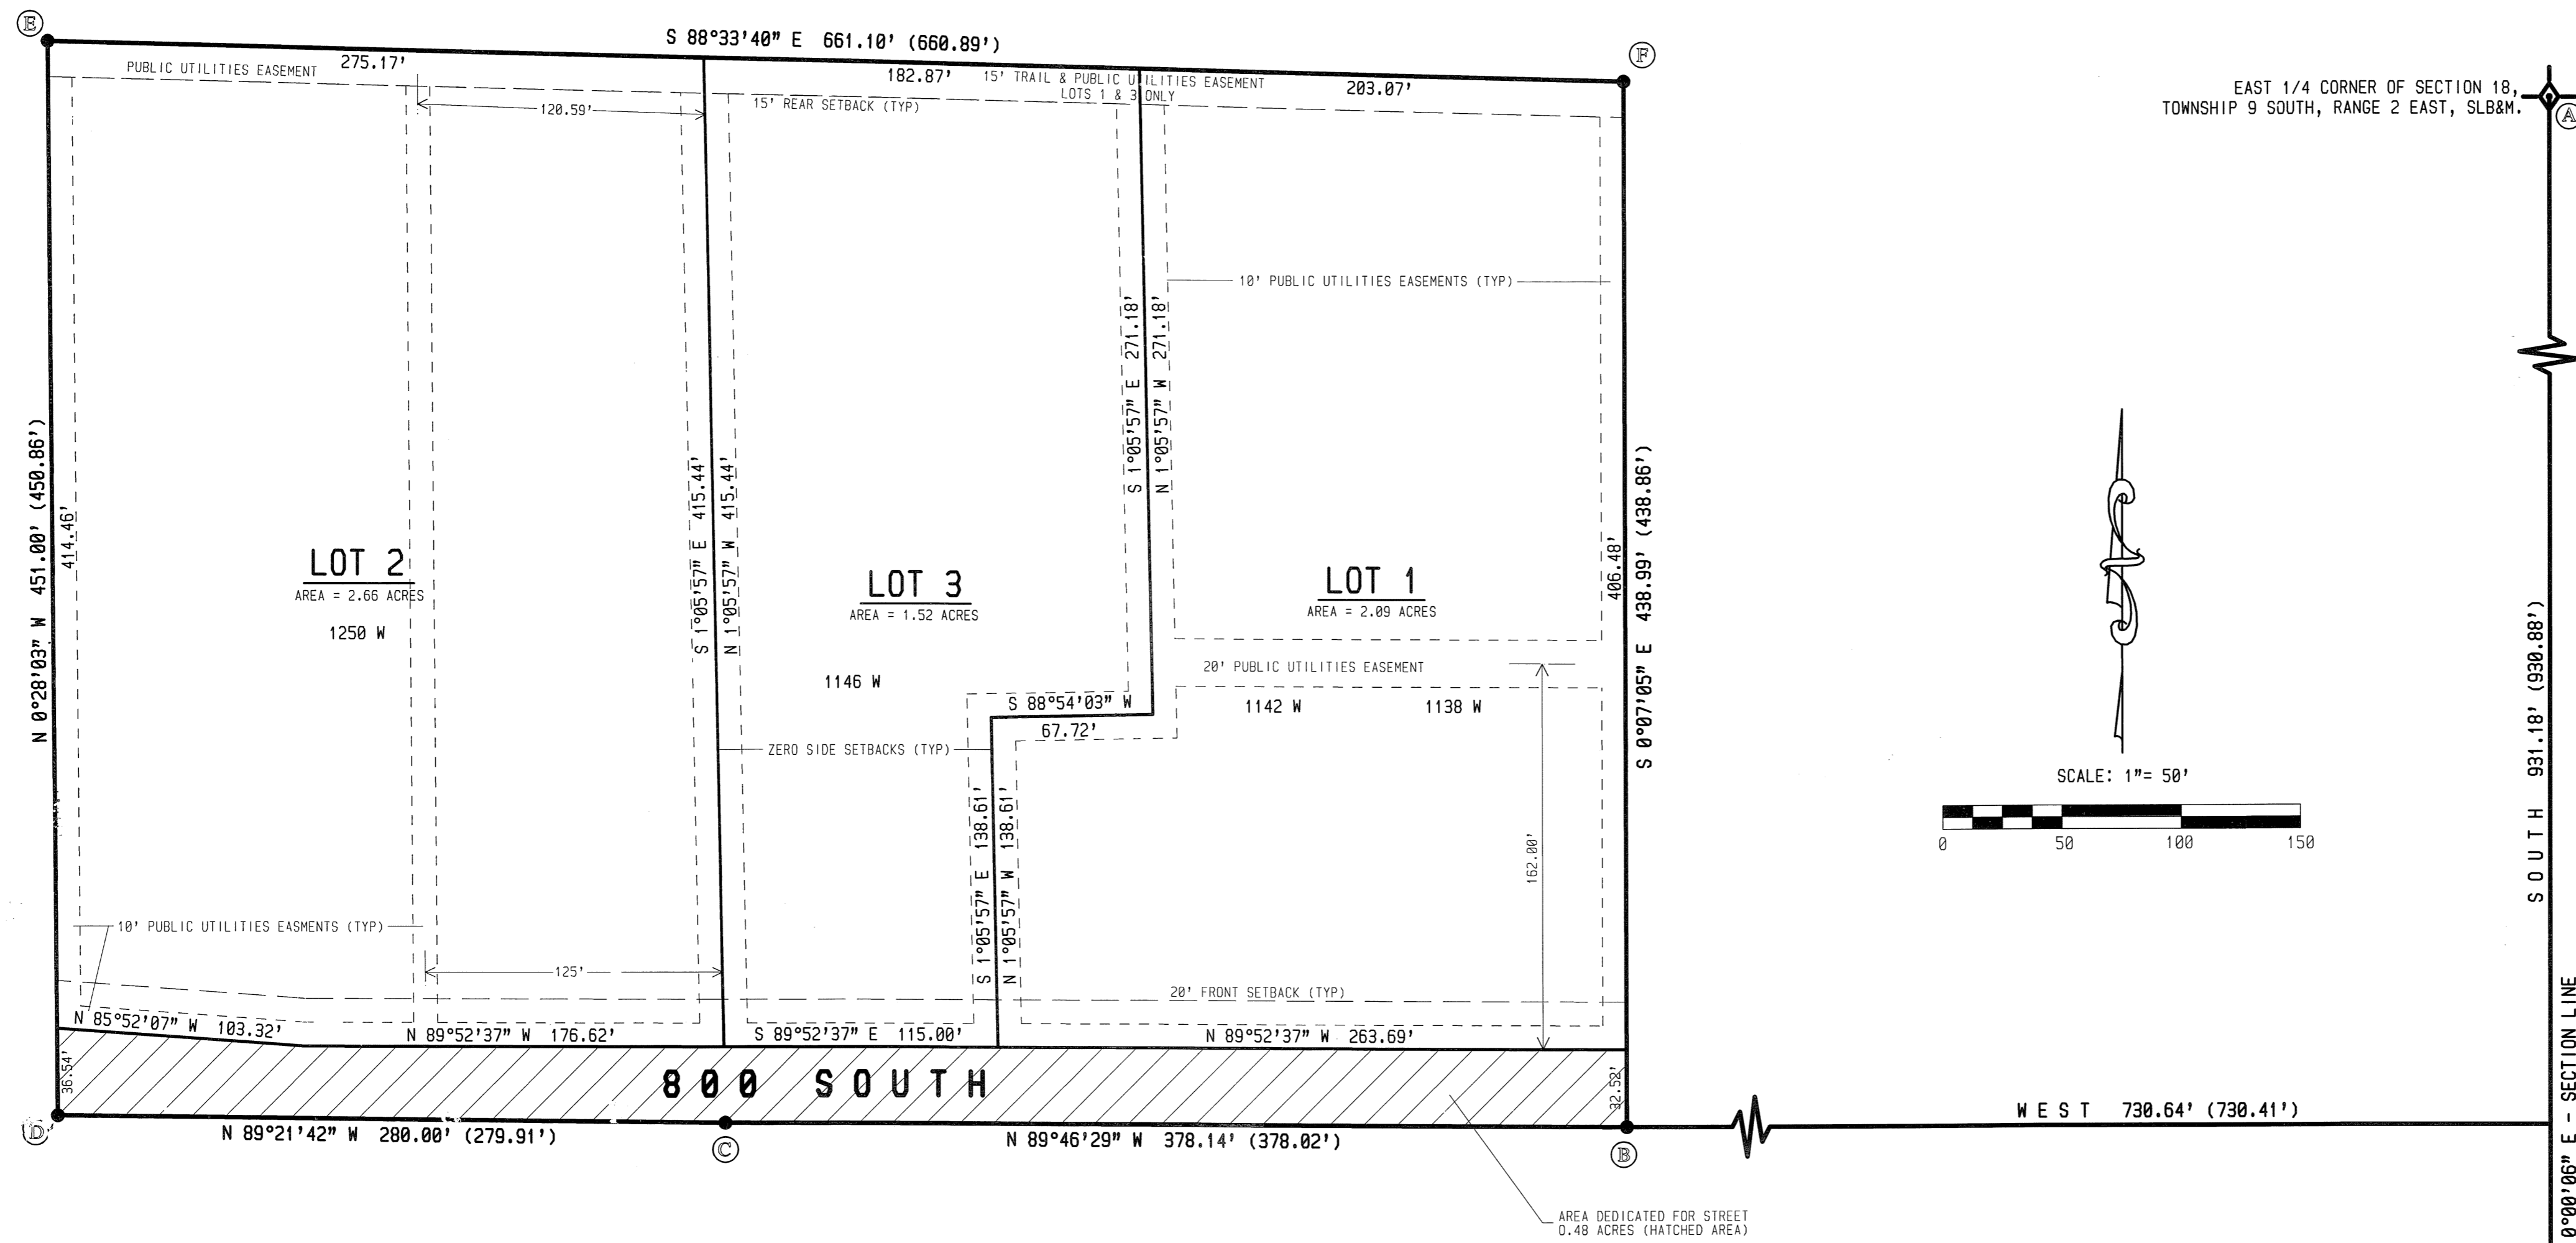 E
S 88°33'40" E 661.10' (660.89')
F
PUBLIC UTILITIES EASEMENT
275.17'
182.87'
15' TRAIL & PUBLIC UTILITIES EASEMENT
LOTS 1 & 3 ONLY
203.07'
120.59'
15' REAR SETBACK (TYP)
EAST 1/4 CORNER OF SECTION 18,
TOWNSHIP 9 SOUTH, RANGE 2 EAST, SLB&M.
A
10' PUBLIC UTILITIES EASEMENTS (TYP)
S 1°05'57" E 271.18'
N 1°05'57" W 271.18'
N 0°28'03" W 451.00' (450.86')
414.46'
S 1°05'57" E 415.44'
N 1°05'57" W 415.44'
406.48'
S 0°07'05" E 438.99' (438.86')
LOT 2
AREA = 2.66 ACRES
1250 W
LOT 3
AREA = 1.52 ACRES
1146 W
LOT 1
AREA = 2.09 ACRES
20' PUBLIC UTILITIES EASEMENT
1142 W
1138 W
S 88°54'03" W
67.72'
ZERO SIDE SETBACKS (TYP)
S 1°05'57" E 138.61'
N 1°05'57" W 138.61'
162.00'
SCALE: 1"= 50'
0 50 100 150
SOUTH 931.18' (930.88')
10' PUBLIC UTILITIES EASMENTS (TYP)
125'
20' FRONT SETBACK (TYP)
N 85°52'07" W 103.32'
N 89°52'37" W 176.62'
S 89°52'37" E 115.00'
N 89°52'37" W 263.69'
36.54'
800 SOUTH
32.52'
D
N 89°21'42" W 280.00' (279.91')
C
N 89°46'29" W 378.14' (378.02')
B
WEST 730.64' (730.41')
0°00'06" E - SECTION LINE
AREA DEDICATED FOR STREET
0.48 ACRES (HATCHED AREA)